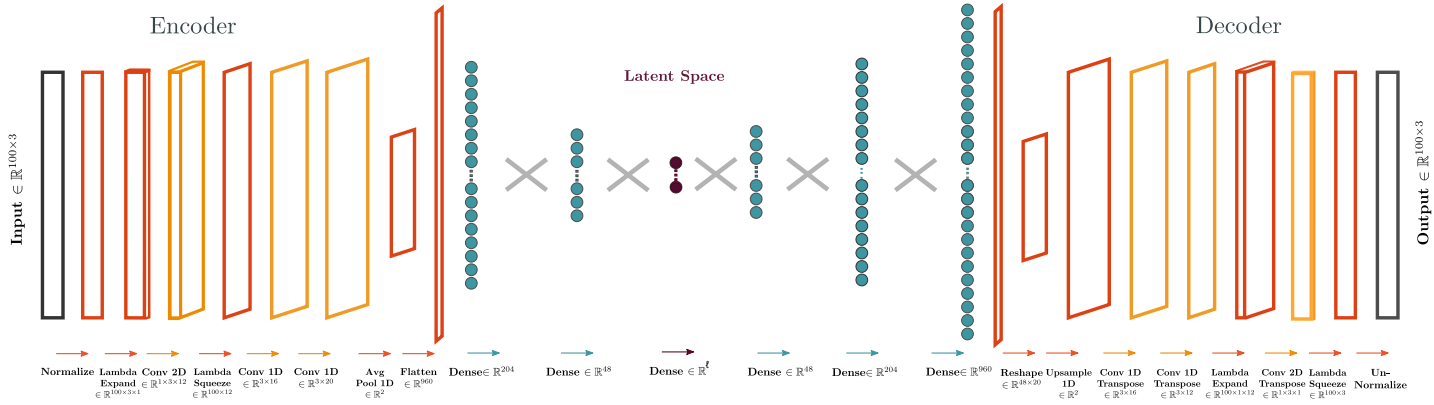 Encoder
Decoder
Latent Space
Input ∈ ℝ^{100×3}
Output ∈ ℝ^{100×3}
Normalize
Lambda
Expand
∈ ℝ^{100×3×1}
Conv 2D
∈ ℝ^{1×3×12}
Lambda
Squeeze
∈ ℝ^{100×12}
Conv 1D
∈ ℝ^{3×16}
Conv 1D
∈ ℝ^{3×20}
Avg
Pool 1D
∈ ℝ^{2}
Flatten
∈ ℝ^{960}
Dense∈ ℝ^{204}
Dense ∈ ℝ^{48}
Dense ∈ ℝ^{ℓ}
Dense∈ ℝ^{48}
Dense∈ ℝ^{204}
Dense∈ ℝ^{960}
Reshape
∈ ℝ^{48×20}
Upsample
1D
∈ ℝ^{2}
Conv 1D
Transpose
∈ ℝ^{3×16}
Conv 1D
Transpose
∈ ℝ^{3×12}
Lambda
Expand
∈ ℝ^{100×1×12}
Conv 2D
Transpose
∈ ℝ^{1×3×1}
Lambda
Squeeze
∈ ℝ^{100×3}
Un-
Normalize